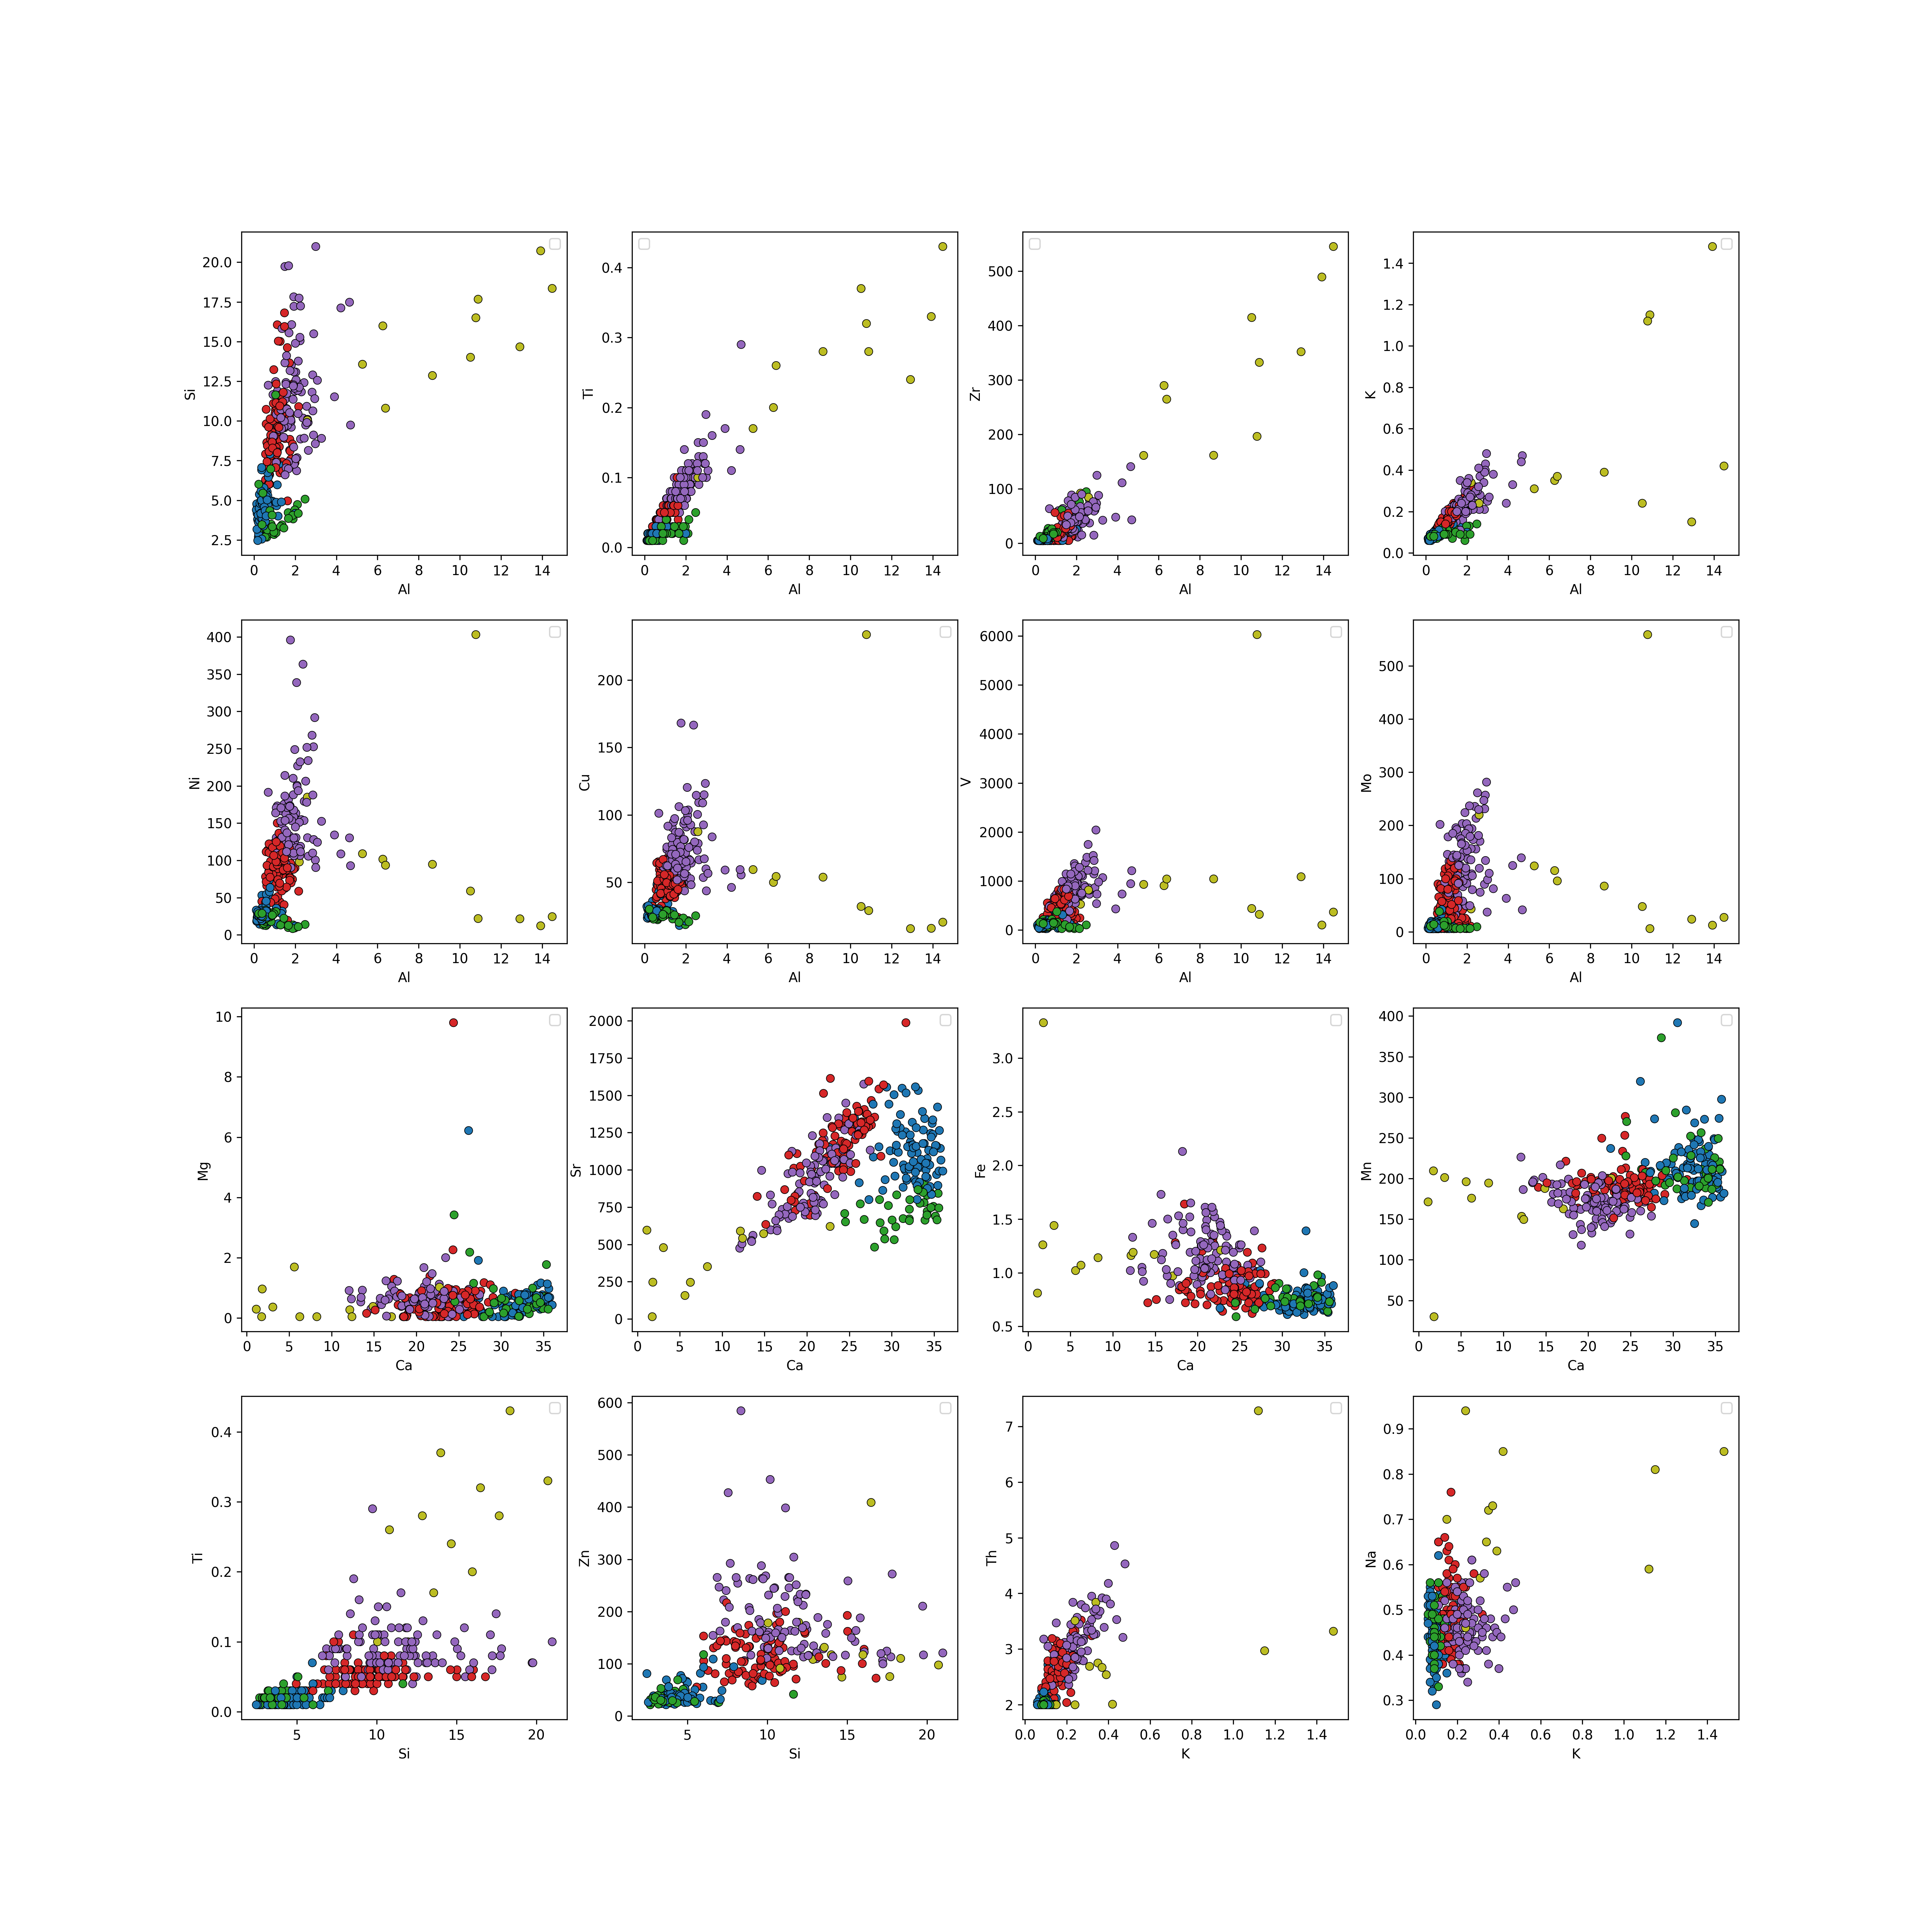 20.0
17.5
15.0
12.5
10.0
7.5
5.0
2.5
Si
0 2 4 6 8 10 12 14
Al
0.4
0.3
0.2
0.1
0.0
Ti
0 2 4 6 8 10 12 14
Al
500
400
300
200
100
0
Zr
0 2 4 6 8 10 12 14
Al
1.4
1.2
1.0
0.8
0.6
0.4
0.2
0.0
K
0 2 4 6 8 10 12 14
Al
400
350
300
250
200
150
100
50
0
Ni
0 2 4 6 8 10 12 14
Al
200
150
100
50
Cu
0 2 4 6 8 10 12 14
Al
6000
5000
4000
3000
2000
1000
0
V
0 2 4 6 8 10 12 14
Al
500
400
300
200
100
0
Mo
0 2 4 6 8 10 12 14
Al
10
8
6
4
2
0
Mg
0 5 10 15 20 25 30 35
Ca
2000
1750
1500
1250
1000
750
500
250
0
Sr
0 5 10 15 20 25 30 35
Ca
3.0
2.5
2.0
1.5
1.0
0.5
Fe
0 5 10 15 20 25 30 35
Ca
400
350
300
250
200
150
100
50
Mn
0 5 10 15 20 25 30 35
Ca
0.4
0.3
0.2
0.1
0.0
Ti
5 10 15 20
Si
600
500
400
300
200
100
0
Zn
5 10 15 20
Si
7
6
5
4
3
2
Th
0.0 0.2 0.4 0.6 0.8 1.0 1.2 1.4
K
0.9
0.8
0.7
0.6
0.5
0.4
0.3
Na
0.0 0.2 0.4 0.6 0.8 1.0 1.2 1.4
K